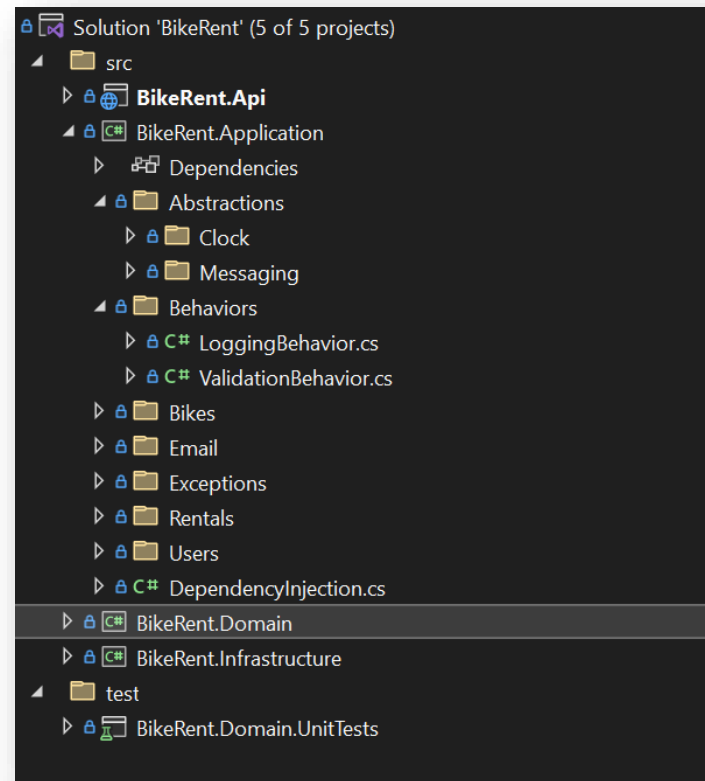 Solution 'BikeRent' (5 of 5 projects)
src
BikeRent.Api
C# BikeRent.Application
Dependencies
Abstractions
Clock
Messaging
Behaviors
C# LoggingBehavior.cs
C# ValidationBehavior.cs
Bikes
Email
Exceptions
Rentals
Users
C# DependencyInjection.cs
C# BikeRent.Domain
C# BikeRent.Infrastructure
test
BikeRent.Domain.UnitTests